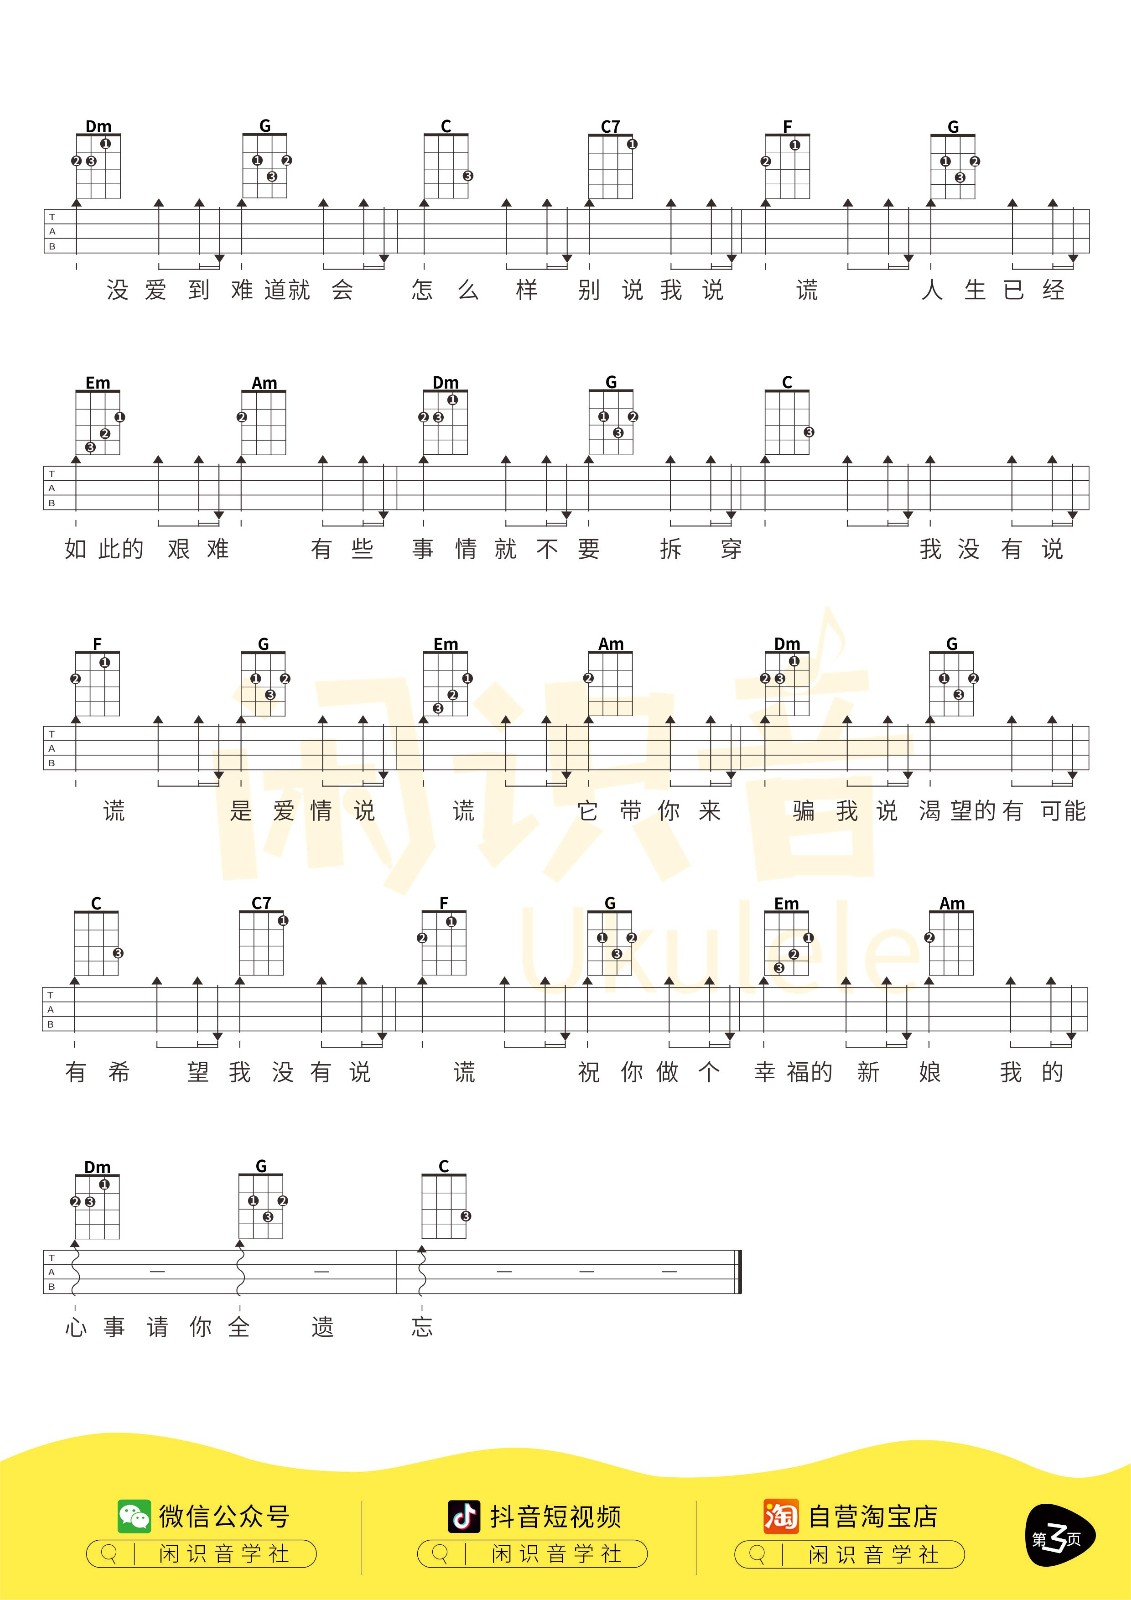 Dm G C C7 F G
T
A
B
没爱到难道就会怎么样别说我说谎人生已经
Em Am Dm G C
T
A
B
如此的艰难有些事情就不要拆穿我没有说
F G Em Am Dm G
T
A
B
谎是爱情说谎它带你来骗我说渴望的有可能
C C7 F G Em Am
T
A
B
有希望我没有说谎祝你做个幸福的新娘我的
Dm G C
T
A
B
心事请你全遗忘
闲识音
Ukulele
微信公众号 抖音短视频 淘 自营淘宝店
闲识音学社 闲识音学社 闲识音学社
第3页